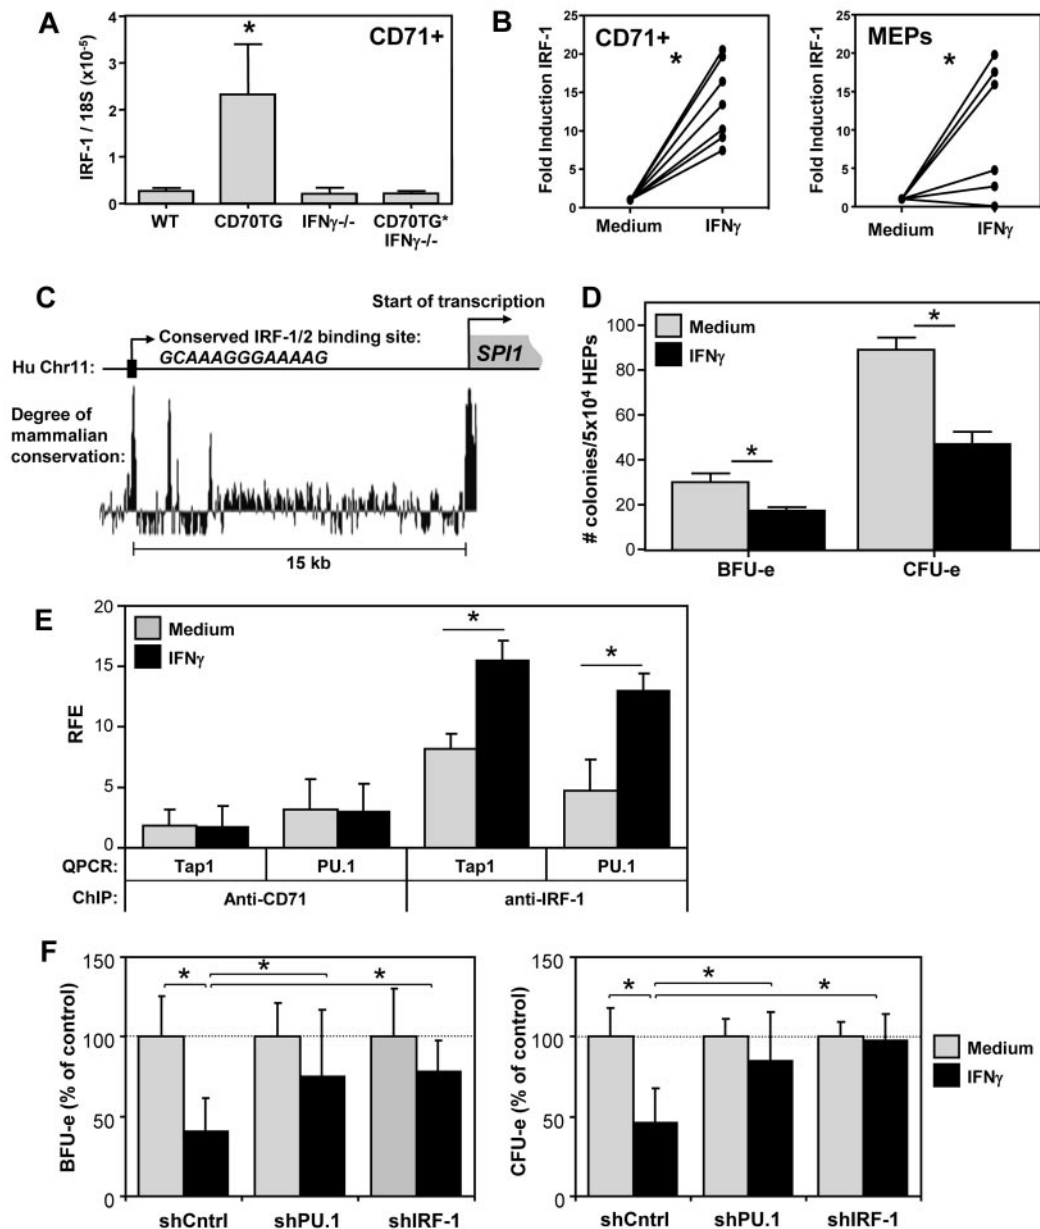 A
CD71+
*
IRF-1 / 18S (x10⁻⁵)
4
3
2
1
0
WT
CD70TG
IFNγ-/-
CD70TG*
IFNγ-/-
B
Fold Induction IRF-1
25
20
15
10
5
0
CD71+
*
Medium
IFNγ
Fold Induction IRF-1
25
20
15
10
5
0
MEPs
*
Medium
IFNγ
C
Start of transcription
Conserved IRF-1/2 binding site:
GCAAAGGGAAAAG
SPI1
Hu Chr11:
Degree of
mammalian
conservation:
15 kb
D
# colonies/5x10⁴ HEPs
100
80
60
40
20
0
Medium
IFNγ
*
*
BFU-e
CFU-e
E
RFE
20
15
10
5
0
Medium
IFNγ
*
*
QPCR:
Tap1
PU.1
Tap1
PU.1
ChIP:
Anti-CD71
anti-IRF-1
F
BFU-e (% of control)
150
100
50
0
*
*
*
shCntrl
shPU.1
shIRF-1
CFU-e (% of control)
150
100
50
0
*
*
*
shCntrl
shPU.1
shIRF-1
Medium
IFNγ